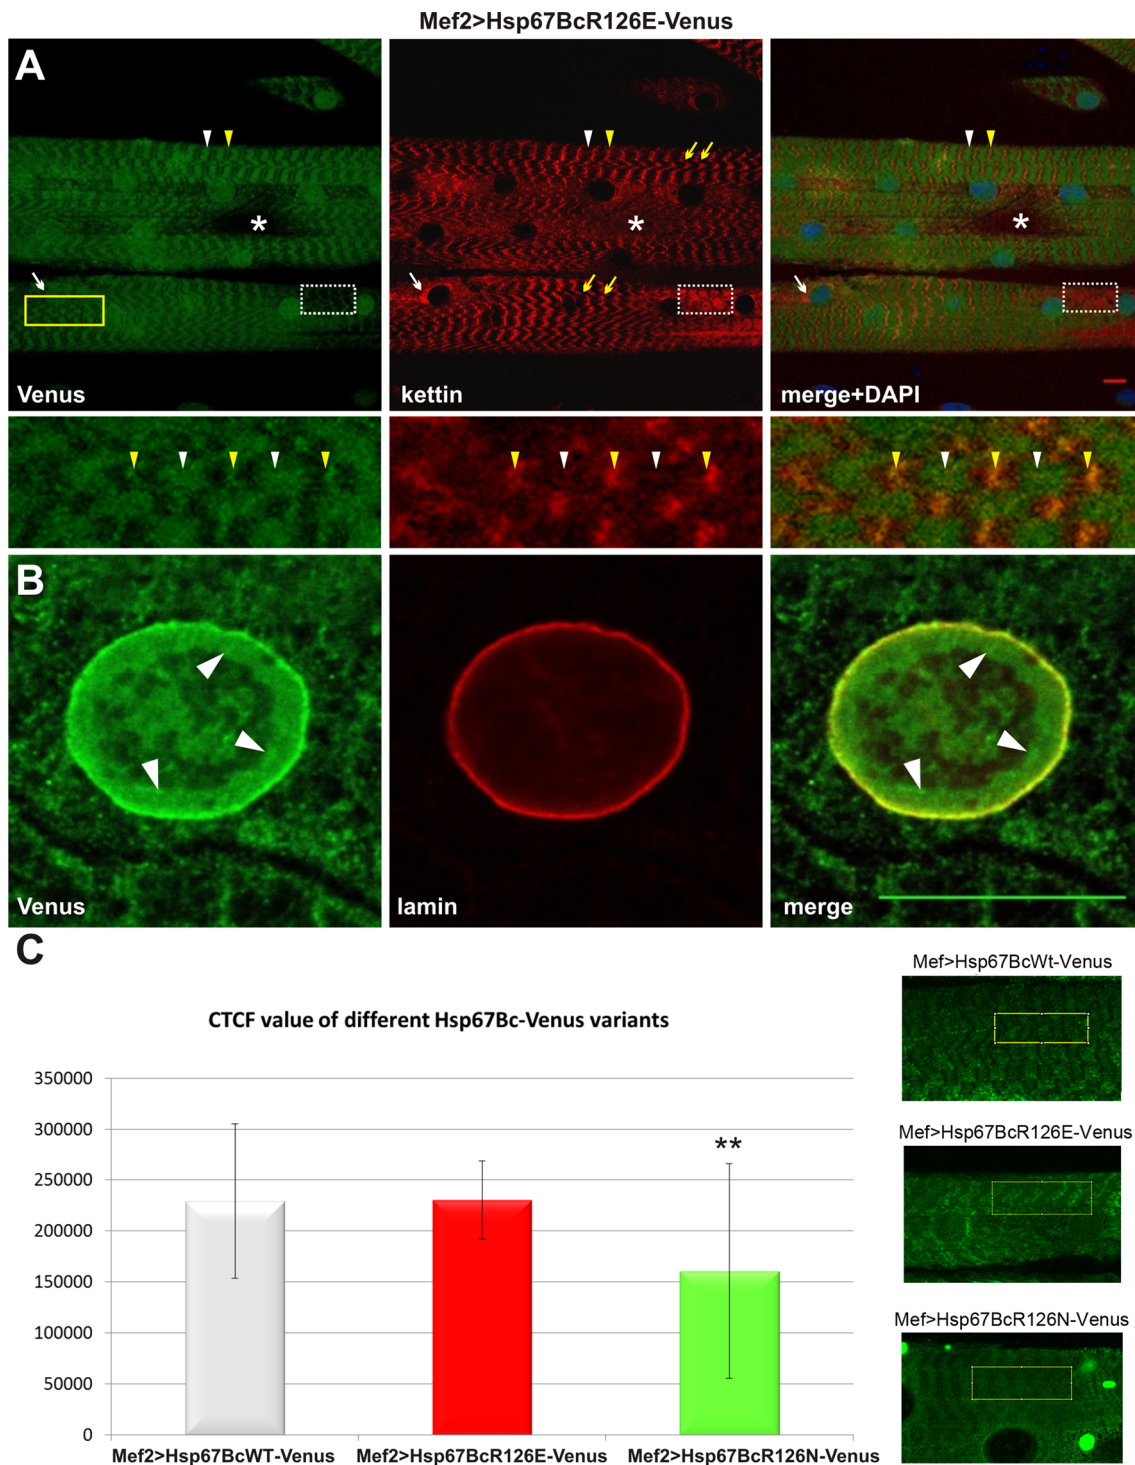 Mef2>Hsp67BcR126E-Venus
A
*
*
*
Venus
kettin
merge+DAPI
B
Venus
lamin
merge
C
CTCF value of different Hsp67Bc-Venus variants
350000
300000
250000
200000
150000
100000
50000
0
**
Mef2>Hsp67BcWT-Venus
Mef2>Hsp67BcR126E-Venus
Mef2>Hsp67BcR126N-Venus
Mef>Hsp67BcWt-Venus
Mef>Hsp67BcR126E-Venus
Mef>Hsp67BcR126N-Venus